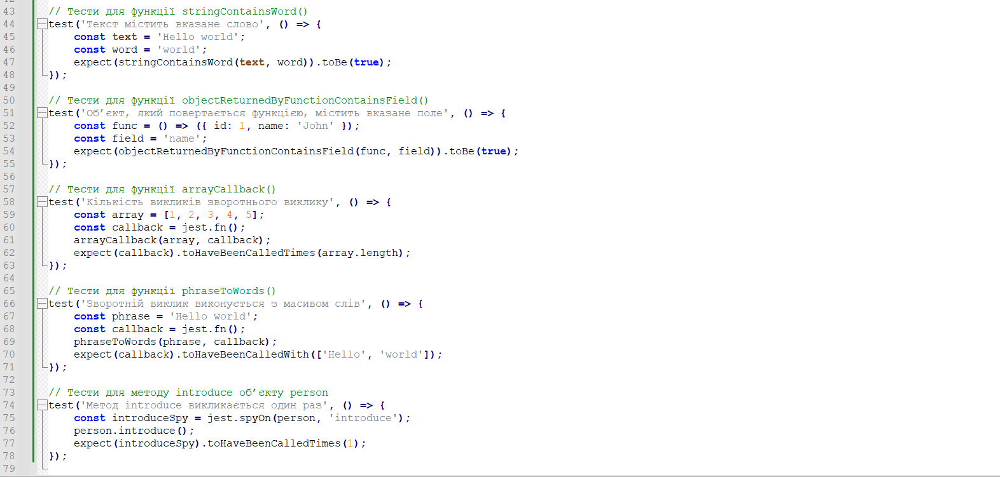 43 // Тести для функції stringContainsWord()
44 test('Текст містить вказане слово', () => {
45     const text = 'Hello world';
46     const word = 'world';
47     expect(stringContainsWord(text, word)).toBe(true);
48 });
49
50 // Тести для функції objectReturnedByFunctionContainsField()
51 test('Об’єкт, який повертається функцією, містить вказане поле', () => {
52     const func = () => ({ id: 1, name: 'John' });
53     const field = 'name';
54     expect(objectReturnedByFunctionContainsField(func, field)).toBe(true);
55 });
56
57 // Тести для функції arrayCallback()
58 test('Кількість викликів зворотнього виклику', () => {
59     const array = [1, 2, 3, 4, 5];
60     const callback = jest.fn();
61     arrayCallback(array, callback);
62     expect(callback).toHaveBeenCalledTimes(array.length);
63 });
64
65 // Тести для функції phraseToWords()
66 test('Зворотній виклик виконується з масивом слів', () => {
67     const phrase = 'Hello world';
68     const callback = jest.fn();
69     phraseToWords(phrase, callback);
70     expect(callback).toHaveBeenCalledWith(['Hello', 'world']);
71 });
72
73 // Тести для методу introduce об’єкту person
74 test('Метод introduce викликається один раз', () => {
75     const introduceSpy = jest.spyOn(person, 'introduce');
76     person.introduce();
77     expect(introduceSpy).toHaveBeenCalledTimes(1);
78 });
79